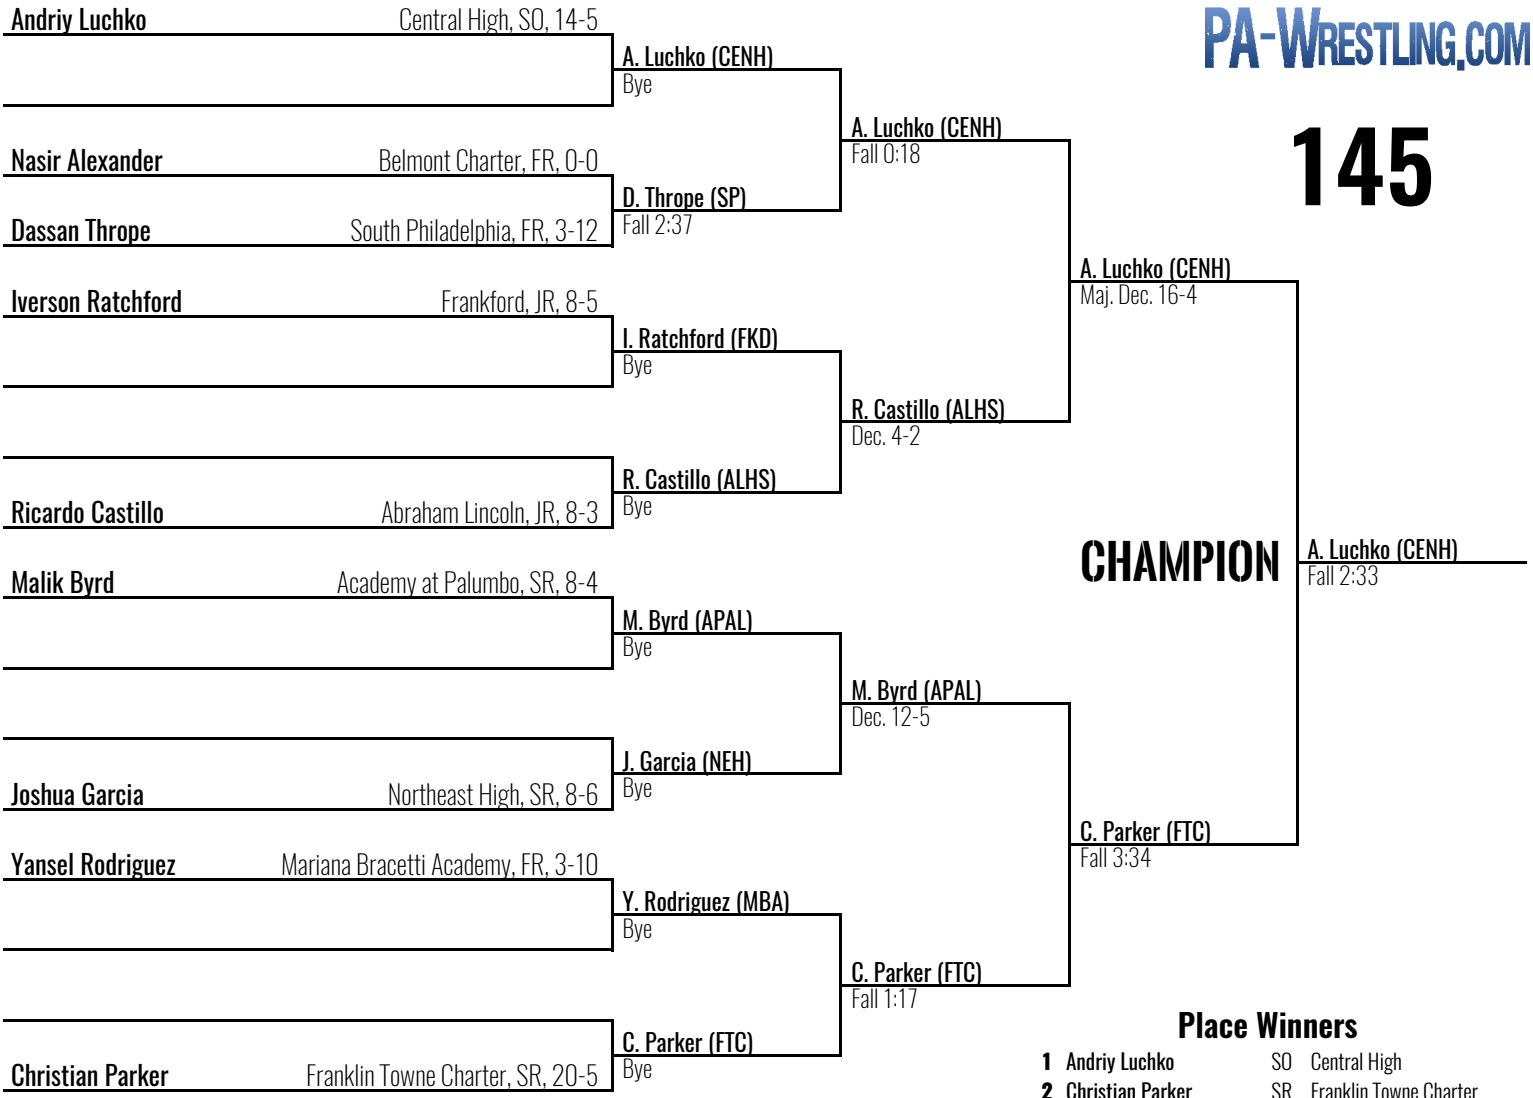 Andriy Luchko Central High, SO, 14-5
PA-WRESTLING.COM
A. Luchko (CENH)
Bye
145
A. Luchko (CENH)
Fall 0:18
Nasir Alexander Belmont Charter, FR, 0-0
D. Thrope (SP)
Fall 2:37
Dassan Thrope South Philadelphia, FR, 3-12
A. Luchko (CENH)
Maj. Dec. 16-4
Iverson Ratchford Frankford, JR, 8-5
I. Ratchford (FKD)
Bye
R. Castillo (ALHS)
Dec. 4-2
R. Castillo (ALHS)
Bye
Ricardo Castillo Abraham Lincoln, JR, 8-3
CHAMPION
A. Luchko (CENH)
Fall 2:33
Malik Byrd Academy at Palumbo, SR, 8-4
M. Byrd (APAL)
Bye
M. Byrd (APAL)
Dec. 12-5
J. Garcia (NEH)
Bye
Joshua Garcia Northeast High, SR, 8-6
C. Parker (FTC)
Fall 3:34
Yansel Rodriguez Mariana Bracetti Academy, FR, 3-10
Y. Rodriguez (MBA)
Bye
C. Parker (FTC)
Fall 1:17
C. Parker (FTC)
Bye
Christian Parker Franklin Towne Charter, SR, 20-5
Place Winners
1 Andriy Luchko SO Central High
2 Christian Parker SR Franklin Towne Charter